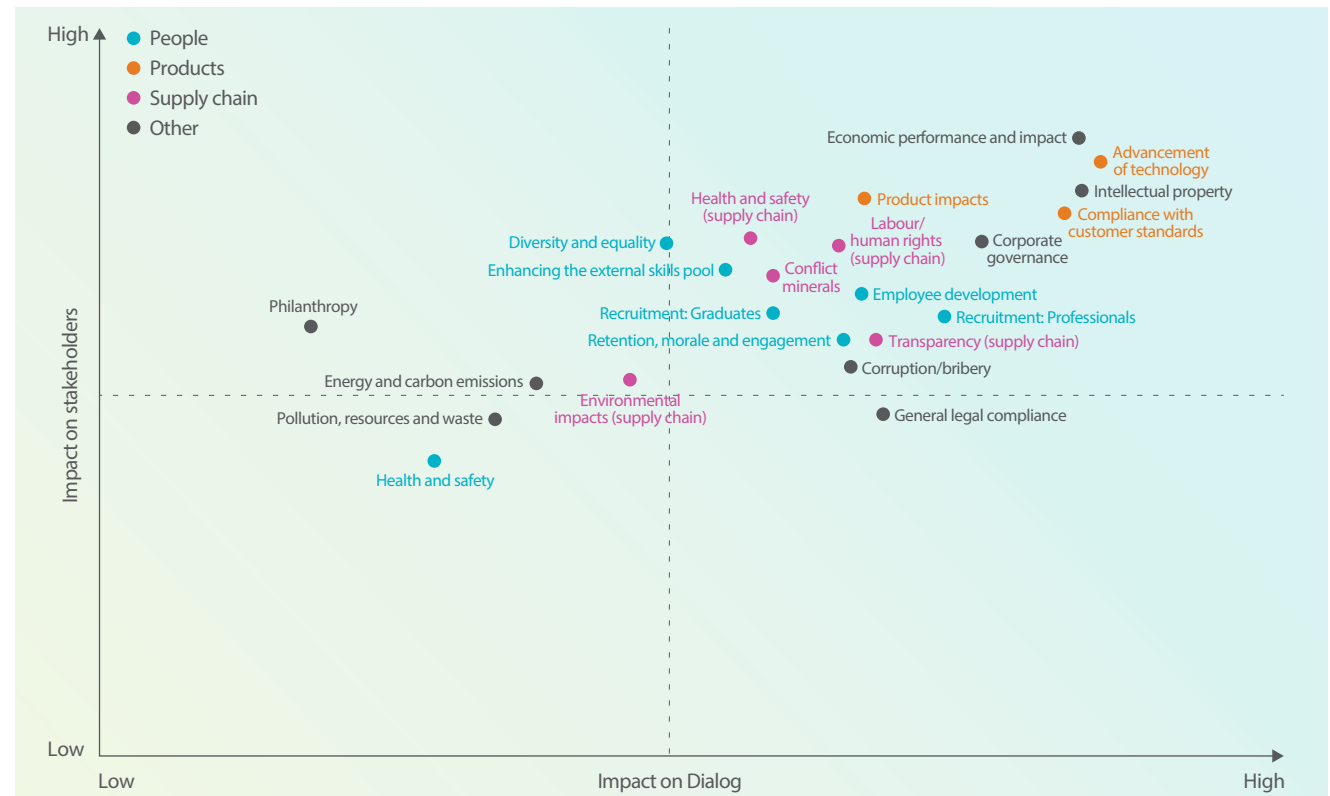 High
People
Products
Supply chain
Other
Economic performance and impact
Advancement
of technology
Intellectual property
Health and safety
(supply chain)
Product impacts
Compliance with
customer standards
Labour/
human rights
(supply chain)
Diversity and equality
Corporate
governance
Enhancing the external skills pool
Conflict
minerals
Employee development
Philanthropy
Recruitment: Graduates
Recruitment: Professionals
Retention, morale and engagement
Transparency (supply chain)
Corruption/bribery
Energy and carbon emissions
Environmental
impacts (supply chain)
Pollution, resources and waste
General legal compliance
Health and safety
Impact on stakeholders
Low
Low
Impact on Dialog
High